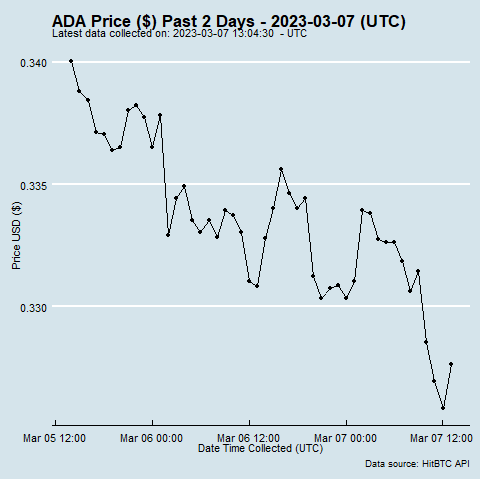 ADA Price ($) Past 2 Days - 2023-03-07 (UTC)
Latest data collected on: 2023-03-07 13:04:30 - UTC
0.340
0.335
0.330
Price USD ($)
Mar 05 12:00 Mar 06 00:00 Mar 06 12:00 Mar 07 00:00 Mar 07 12:00
Date Time Collected (UTC)
Data source: HitBTC API